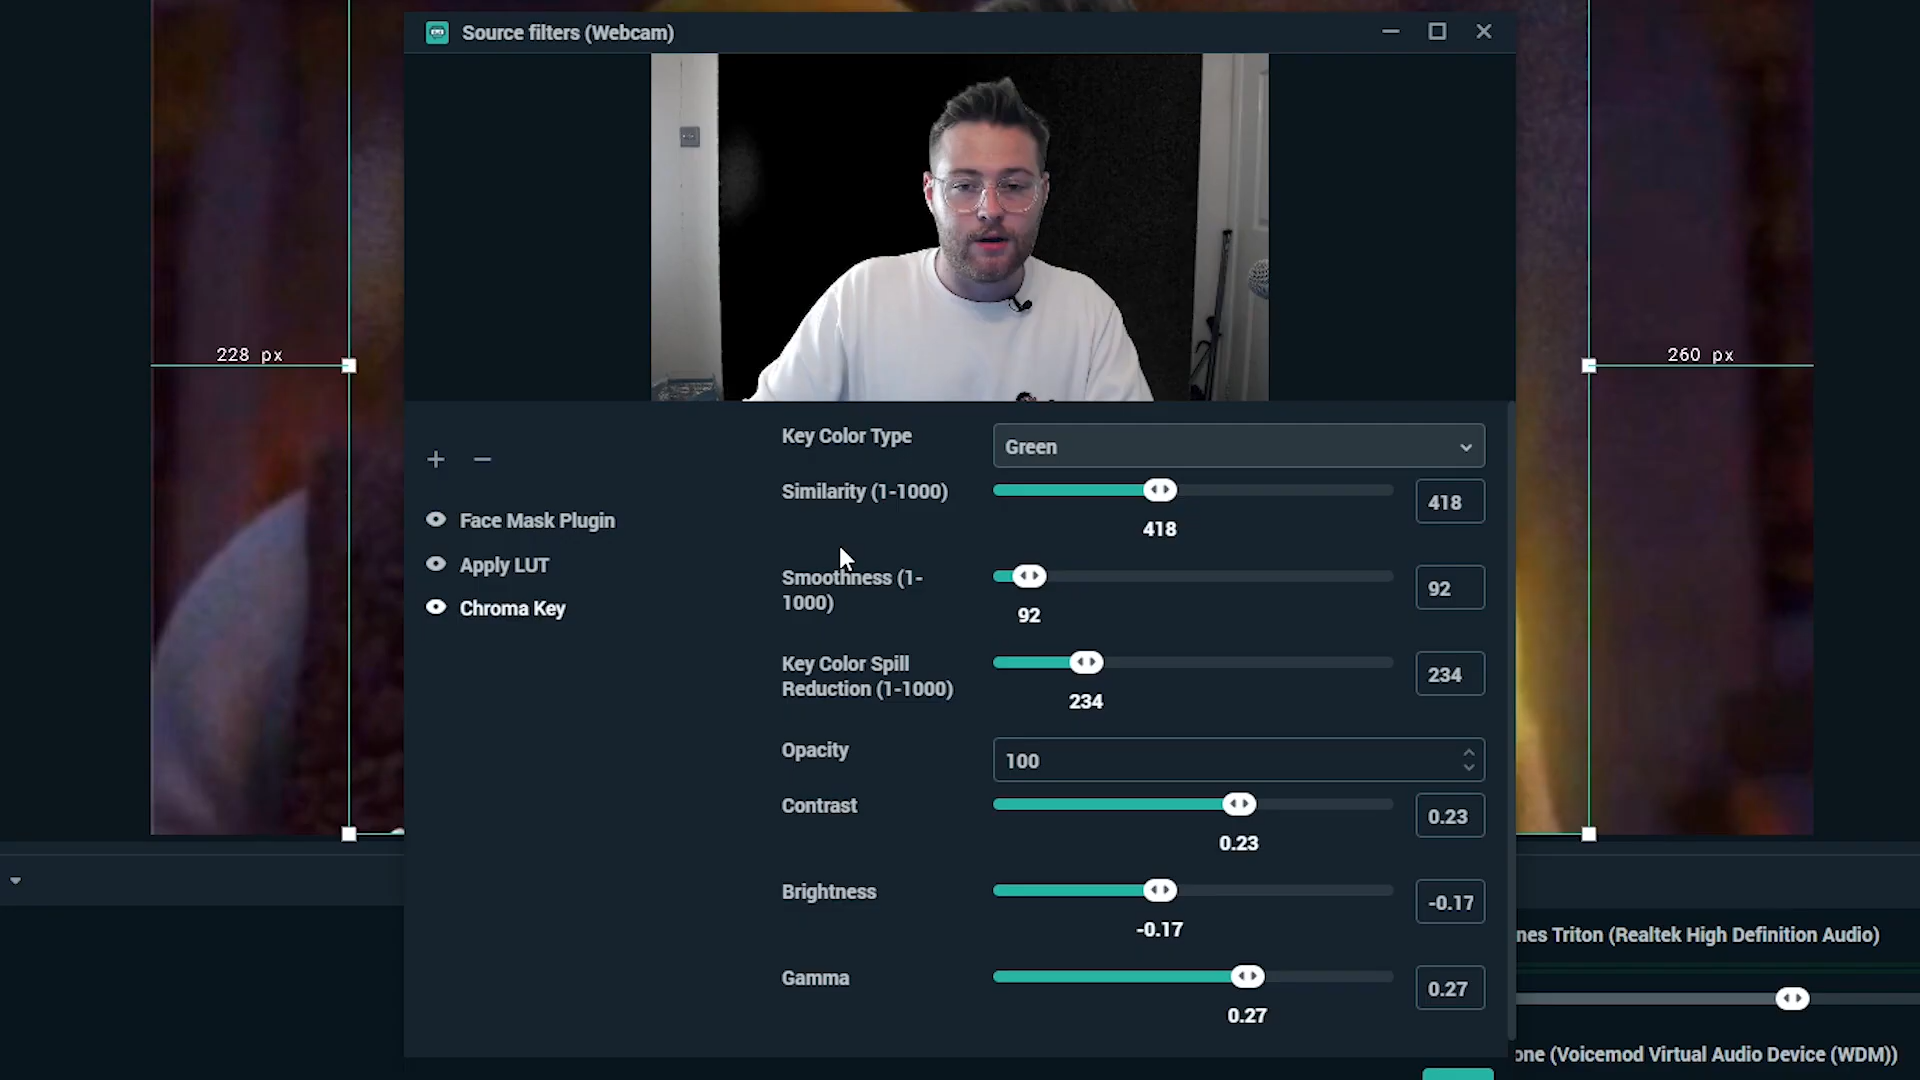 Source filters (Webcam)
228 px
260 px
Key Color Type
Green
Similarity (1-1000)
418
418
Face Mask Plugin
Apply LUT
Chroma Key
Smoothness (1-
1000)
92
92
Key Color Spill
Reduction (1-1000)
234
234
Opacity
100
Contrast
0.23
0.23
Brightness
-0.17
-0.17
Gamma
0.27
0.27
nes Triton (Realtek High Definition Audio)
one (Voicemod Virtual Audio Device (WDM))